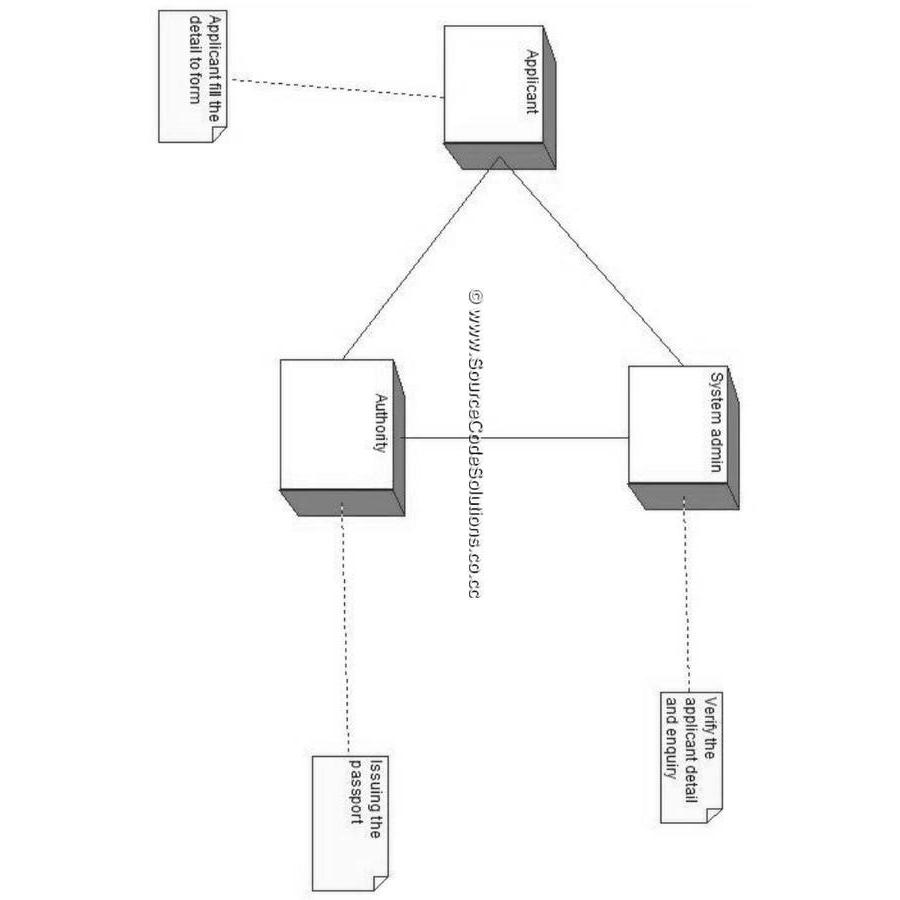 Applicant
System admin
Authority
Applicant fill the
detail to form
Verify the
applicant detail
and enquiry
Issuing the
passport
© www.SourceCodeSolutions.co.cc